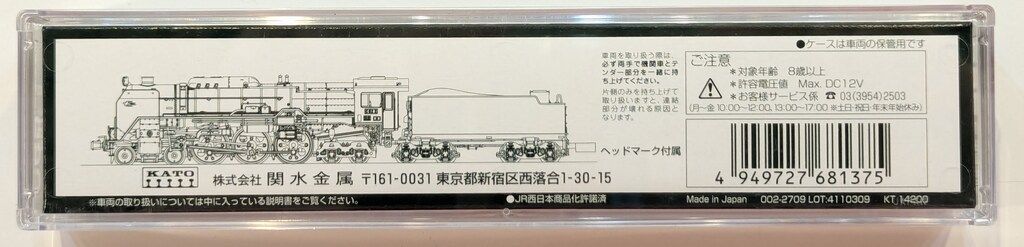 ●ケースは車両の保管用です
車両を取り扱う際は、
必ず両手で機関車とテ
ンダー部分を一緒に持
ち上げてください。
片側のみを持ち上げて
取り扱いますと、連結
部分が壊れる原因と
なります。
ご注意
＊対象年齢 8歳以上
＊許容電圧値 Max. DC12V
＊お客様サービス係 ☎ 03(3954)2503
(月～金 10:00～12:00, 13:00～17:00 ※土日・祝日・年末年始休み)
ヘッドマーク付属
KATO
株式会社 関水金属 〒161-0031 東京都新宿区西落合1-30-15
4 949727 681375
※車両の取り扱いについては中に入っている説明書をご覧ください。
●JR西日本商品化許諾済
Made in Japan 002-2709 LOT:4110309 KT 14200